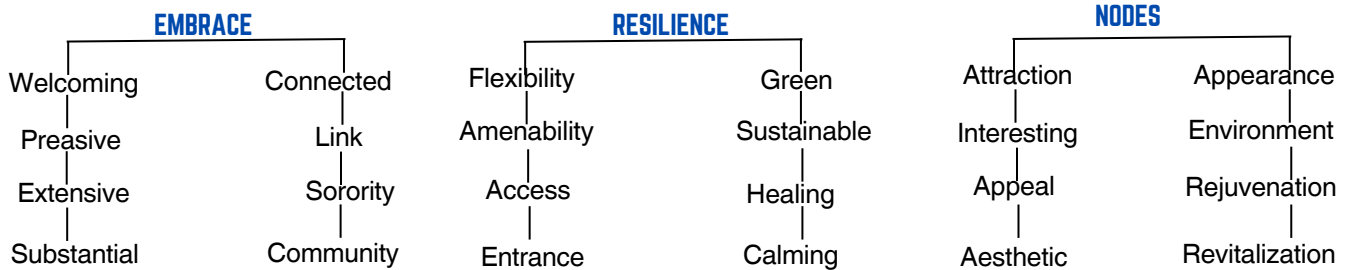 EMBRACE
Welcoming
Preasive
Extensive
Substantial
Connected
Link
Sorority
Community
RESILIENCE
Flexibility
Amenability
Access
Entrance
Green
Sustainable
Healing
Calming
NODES
Attraction
Interesting
Appeal
Aesthetic
Appearance
Environment
Rejuvenation
Revitalization